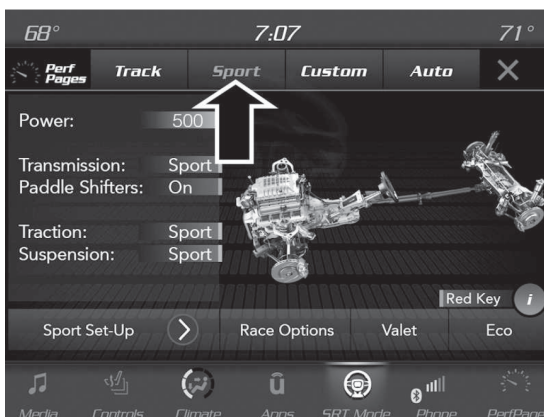 68° 7:07 71°
Perf Pages Track Sport Custom Auto
Power: 500
Transmission: Sport
Paddle Shifters: On
Traction: Sport
Suspension: Sport
Red Key i
Sport Set-Up Race Options Valet Eco
Media Controls Climate Apps SRT Mode Phone PerfPages